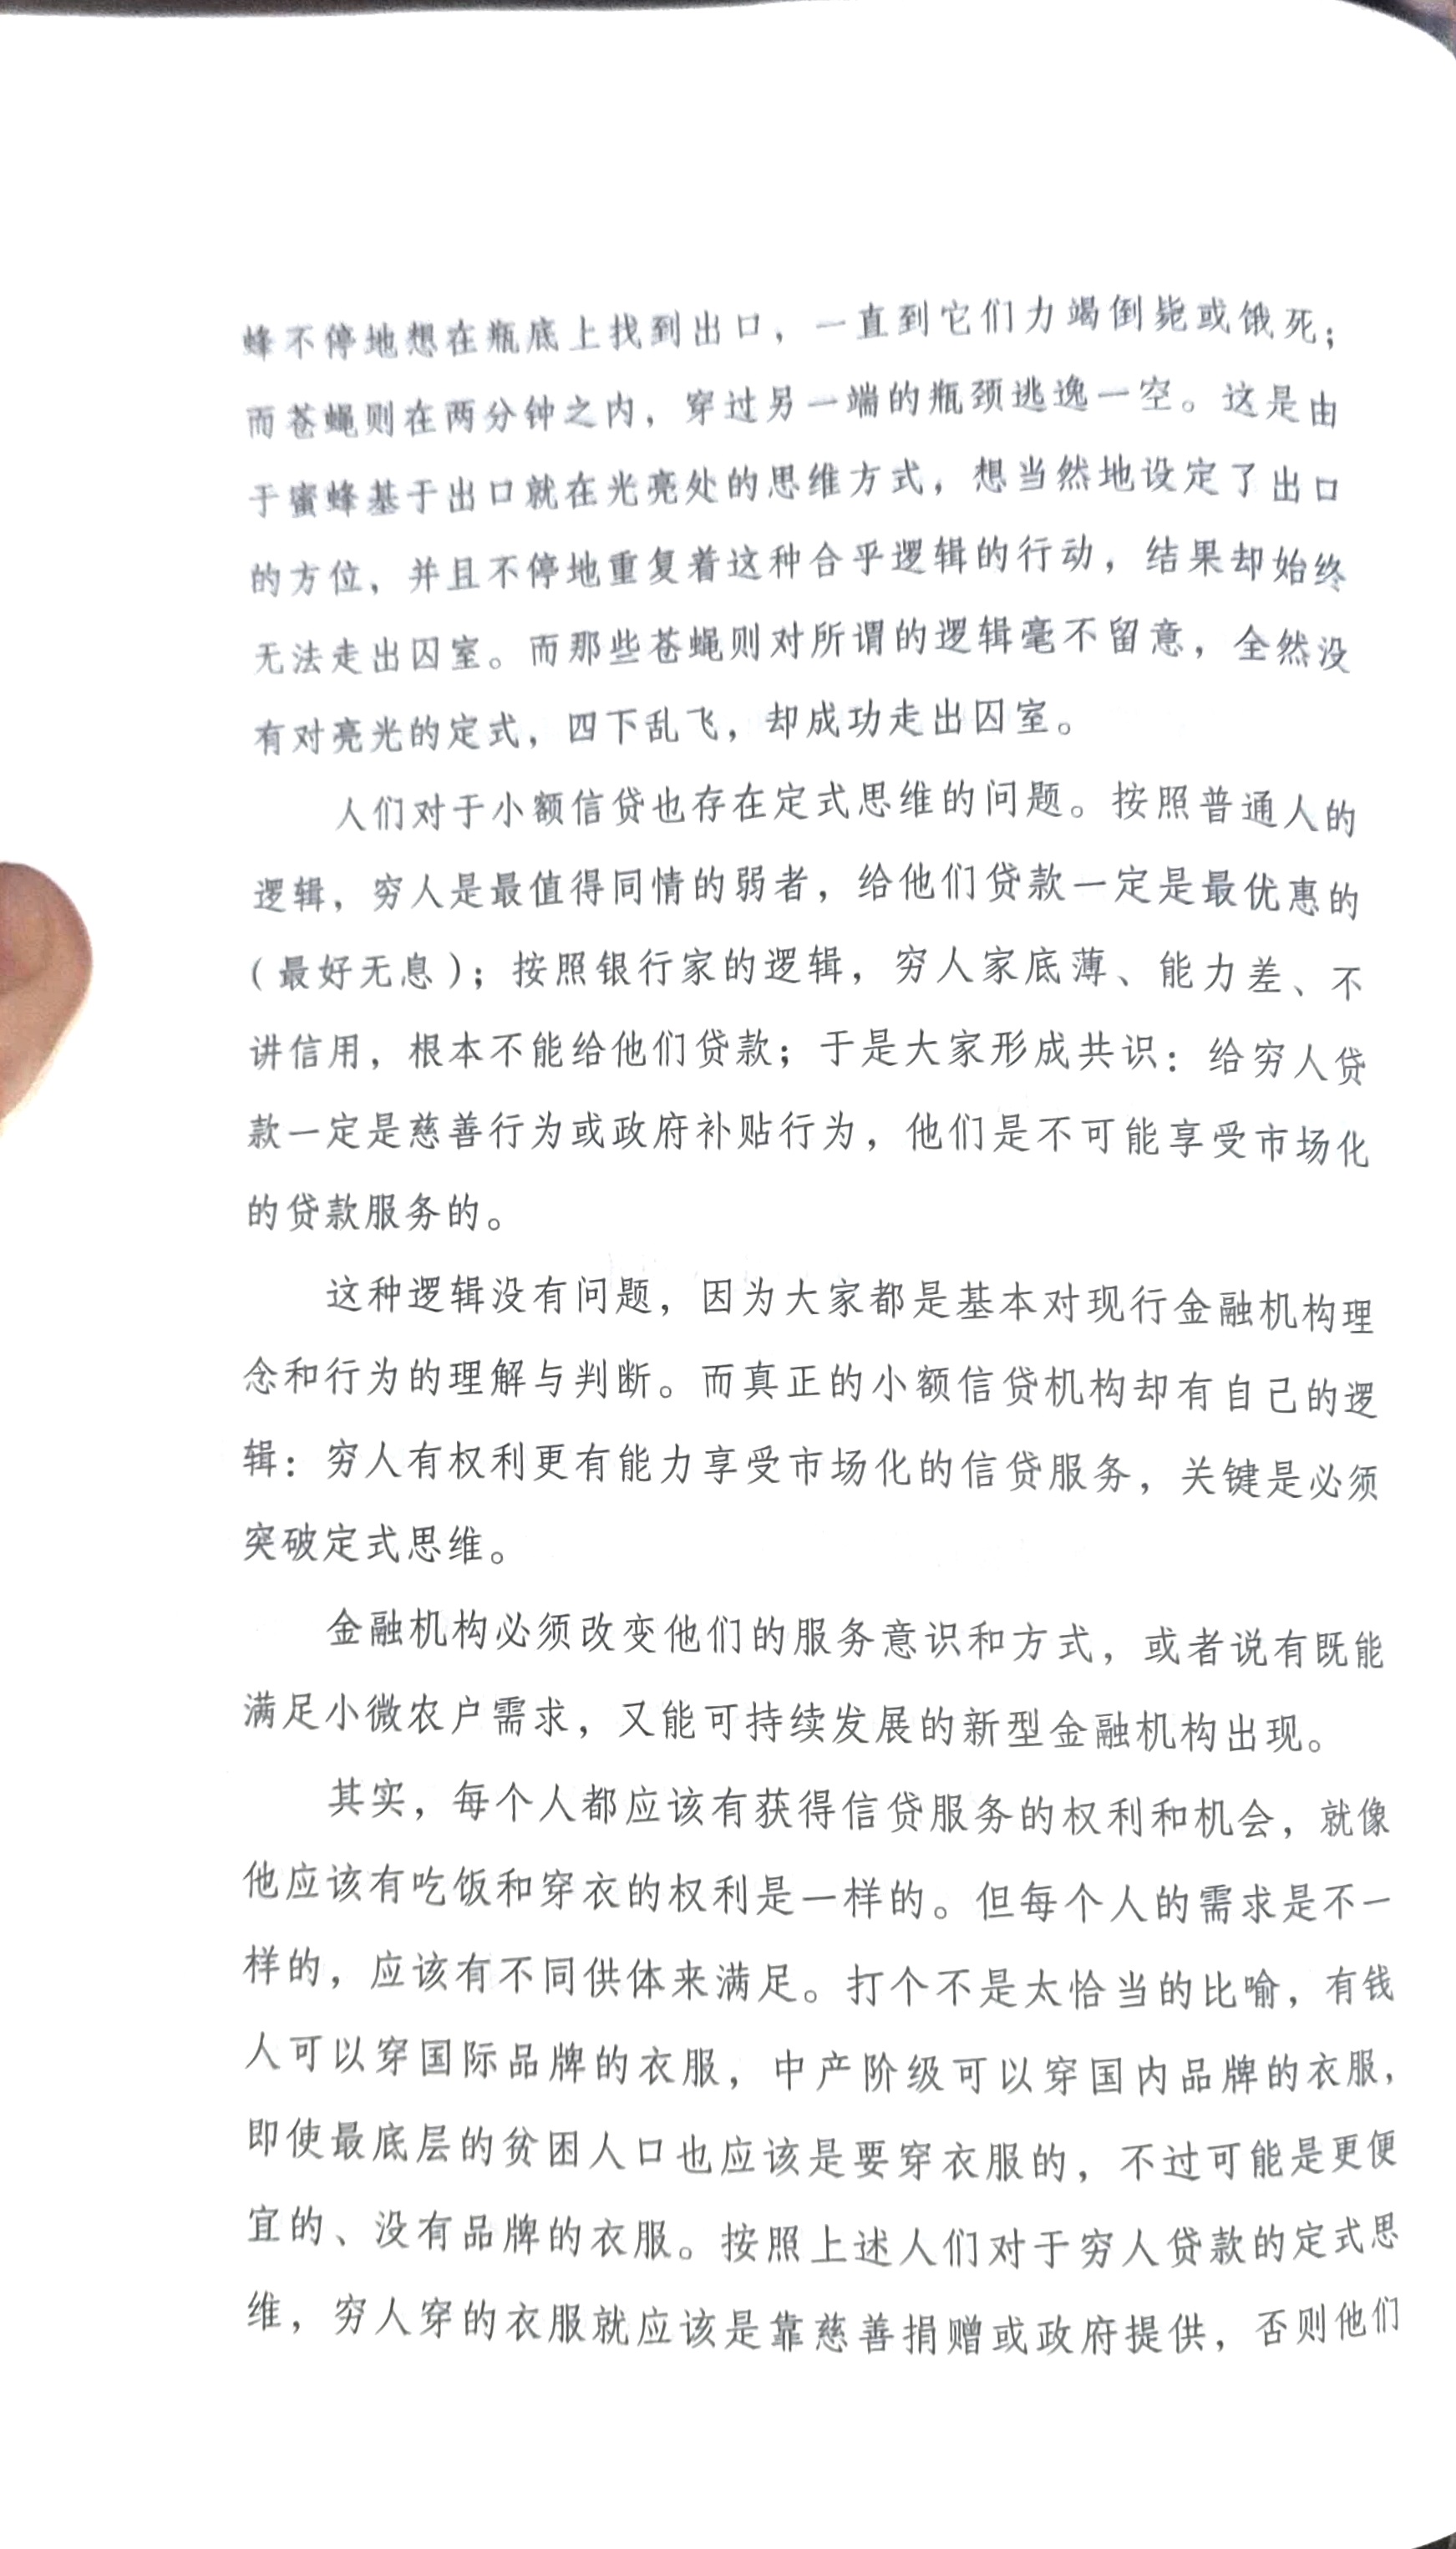 蜂不停地想在瓶底上找到出口，一直到它们力竭倒毙或饿死；
而苍蝇则在两分钟之内，穿过另一端的瓶颈逃逸一空。这是由
于蜜蜂基于出口就在光亮处的思维方式，想当然地设定了出口
的方位，并且不停地重复着这种合乎逻辑的行动，结果却始终
无法走出囚室。而那些苍蝇则对所谓的逻辑毫不留意，全然没
有对亮光的定式，四下乱飞，却成功走出囚室。
人们对于小额信贷也存在定式思维的问题。按照普通人的
逻辑，穷人是最值得同情的弱者，给他们贷款一定是最优惠的
（最好无息）；按照银行家的逻辑，穷人家底薄、能力差、不
讲信用，根本不能给他们贷款；于是大家形成共识：给穷人贷
款一定是慈善行为或政府补贴行为，他们是不可能享受市场化
的贷款服务的。
这种逻辑没有问题，因为大家都是基本对现行金融机构理
念和行为的理解与判断。而真正的小额信贷机构却有自己的逻
辑：穷人有权利更有能力享受市场化的信贷服务，关键是必须
突破定式思维。
金融机构必须改变他们的服务意识和方式，或者说有既能
满足小微农户需求，又能可持续发展的新型金融机构出现。
其实，每个人都应该有获得信贷服务的权利和机会，就像
他应该有吃饭和穿衣的权利是一样的。但每个人的需求是不一
样的，应该有不同供体来满足。打个不是太恰当的比喻，有钱
人可以穿国际品牌的衣服，中产阶级可以穿国内品牌的衣服，
即使最底层的贫困人口也应该是要穿衣服的，不过可能是更便
宜的、没有品牌的衣服。按照上述人们对于穷人贷款的定式思
维，穷人穿的衣服就应该是靠慈善捐赠或政府提供，否则他们